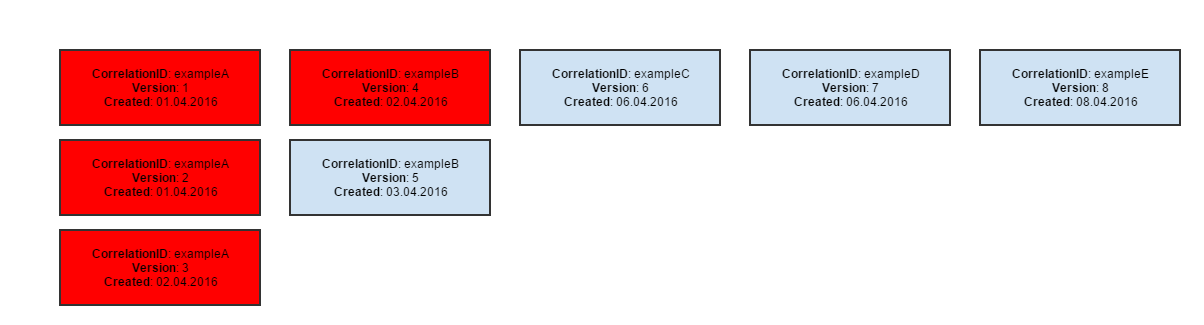 CorrelationID: exampleA
Version: 1
Created: 01.04.2016
CorrelationID: exampleB
Version: 4
Created: 02.04.2016
CorrelationID: exampleC
Version: 6
Created: 06.04.2016
CorrelationID: exampleD
Version: 7
Created: 06.04.2016
CorrelationID: exampleE
Version: 8
Created: 08.04.2016
CorrelationID: exampleA
Version: 2
Created: 01.04.2016
CorrelationID: exampleB
Version: 5
Created: 03.04.2016
CorrelationID: exampleA
Version: 3
Created: 02.04.2016